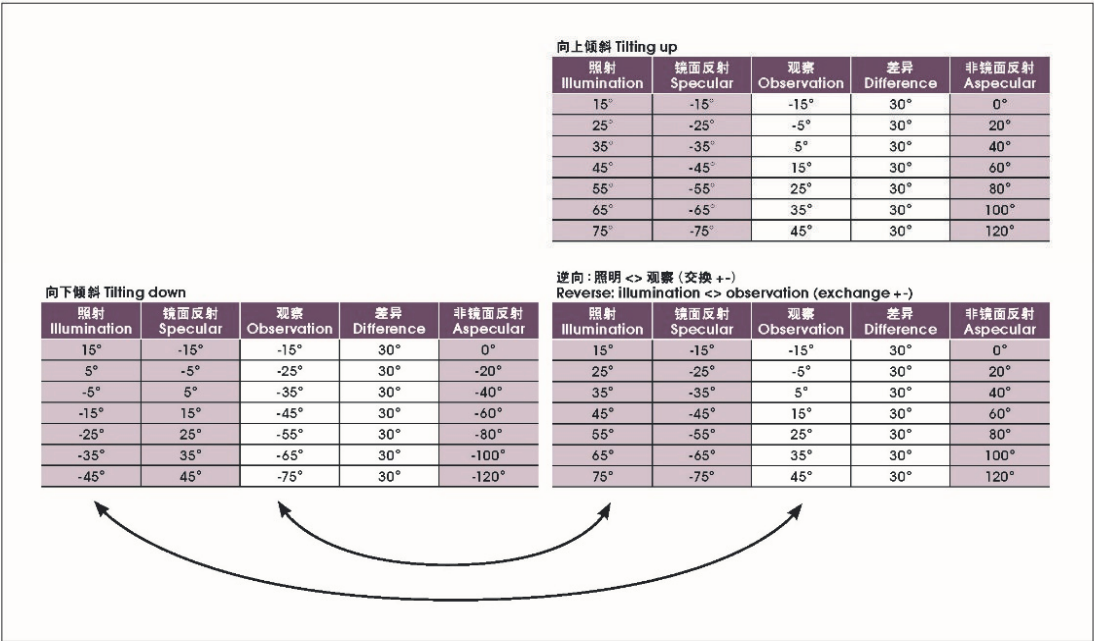 向上倾斜 Tilting up
照射 镜面反射 观察 差异 非镜面反射
Illumination Specular Observation Difference Aspecular
15° -15° -15° 30° 0°
25° -25° -5° 30° 20°
35° -35° 5° 30° 40°
45° -45° 15° 30° 60°
55° -55° 25° 30° 80°
65° -65° 35° 30° 100°
75° -75° 45° 30° 120°
向下倾斜 Tilting down
照射 镜面反射 观察 差异 非镜面反射
Illumination Specular Observation Difference Aspecular
15° -15° -15° 30° 0°
5° -5° -25° 30° -20°
-5° 5° -35° 30° -40°
-15° 15° -45° 30° -60°
-25° 25° -55° 30° -80°
-35° 35° -65° 30° -100°
-45° 45° -75° 30° -120°
逆向：照明 <> 观察（交换 +-）
Reverse: illumination <> observation (exchange +-)
照射 镜面反射 观察 差异 非镜面反射
Illumination Specular Observation Difference Aspecular
15° -15° -15° 30° 0°
25° -25° -5° 30° 20°
35° -35° 5° 30° 40°
45° -45° 15° 30° 60°
55° -55° 25° 30° 80°
65° -65° 35° 30° 100°
75° -75° 45° 30° 120°